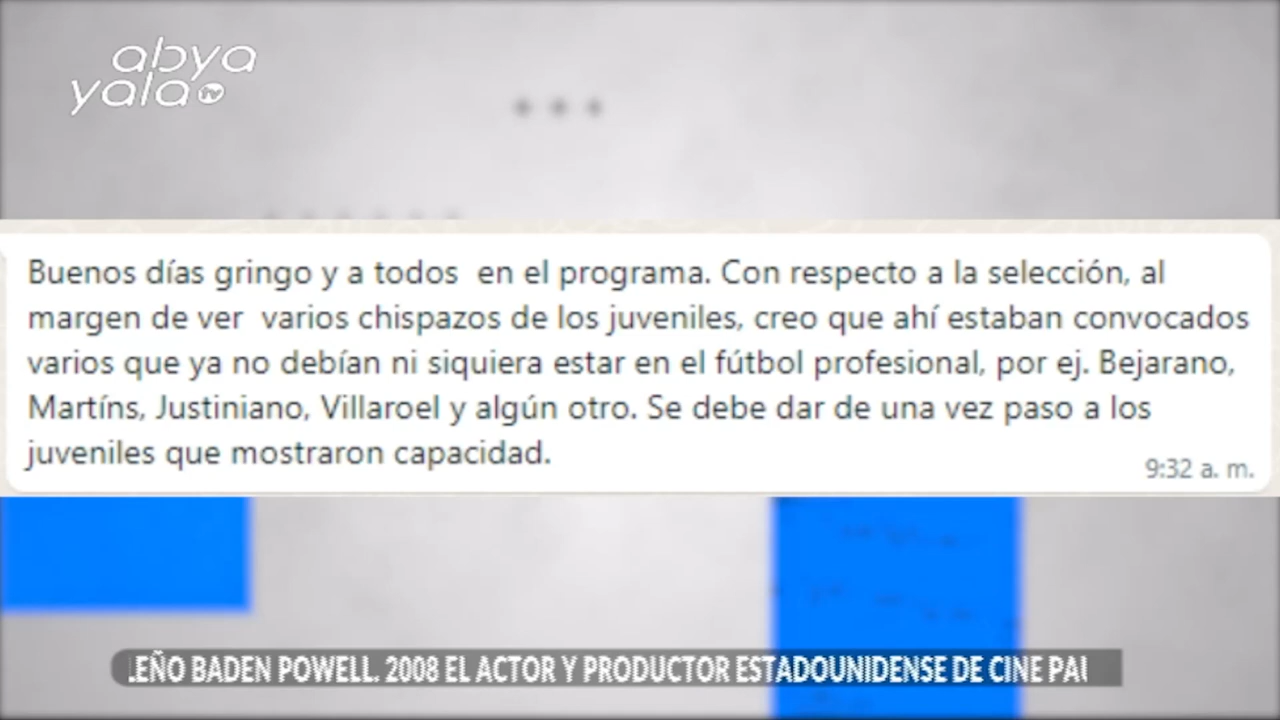 abya
yala tv
Buenos días gringo y a todos  en el programa. Con respecto a la selección, al
margen de ver  varios chispazos de los juveniles, creo que ahí estaban convocados
varios que ya no debían ni siquiera estar en el fútbol profesional, por ej. Bejarano,
Martíns, Justiniano, Villaroel y algún otro. Se debe dar de una vez paso a los
juveniles que mostraron capacidad.
9:32 a. m.
EÑO BADEN POWELL. 2008 EL ACTOR Y PRODUCTOR ESTADOUNIDENSE DE CINE PAU